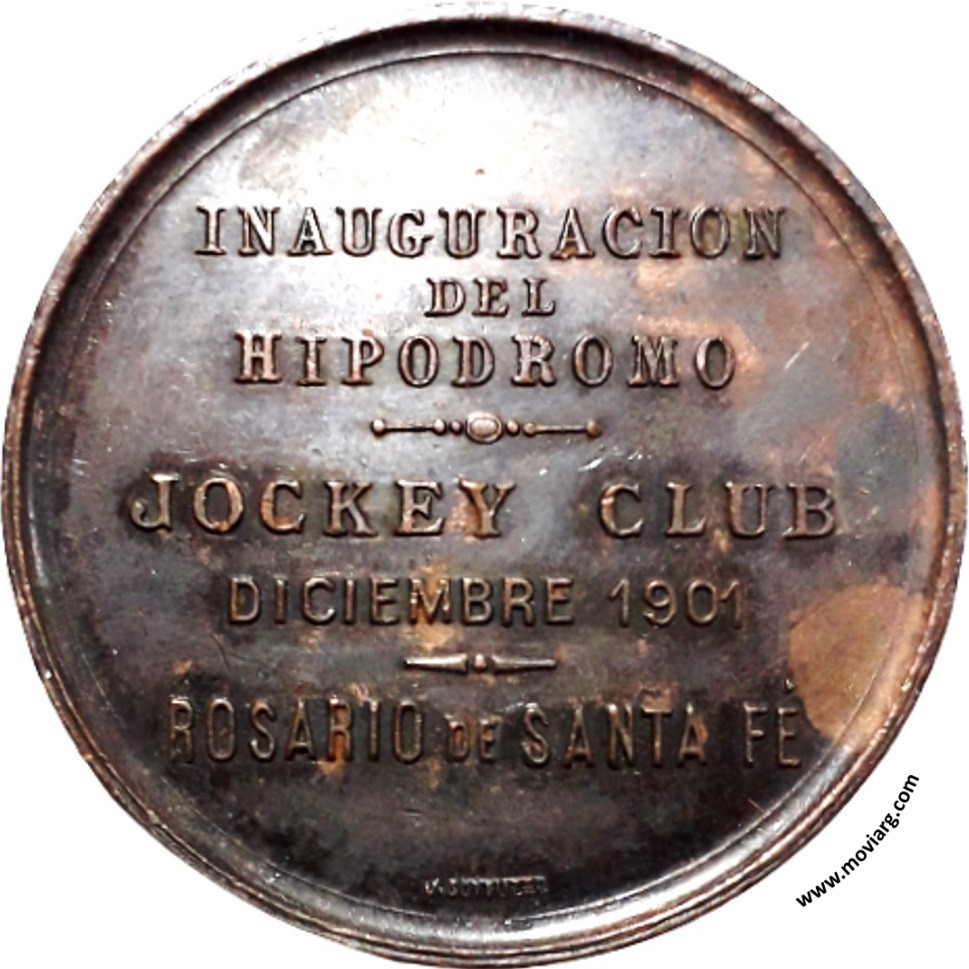 INAUGURACION
DEL
HIPODROMO
JOCKEY CLUB
DICIEMBRE 1901
ROSARIO DE SANTA FÉ
www.moviarg.com